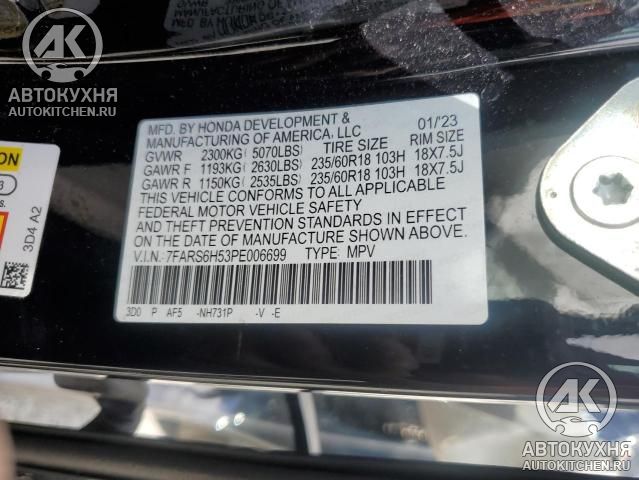 АВТОКУХНЯ
AUTOKITCHEN.RU
MFD. BY HONDA DEVELOPMENT & 01/'23
MANUFACTURING OF AMERICA, LLC
GVWR 2300KG (5070LBS) TIRE SIZE RIM SIZE
GAWR F 1193KG (2630LBS) 235/60R18 103H 18X7.5J
GAWR R 1150KG (2535LBS) 235/60R18 103H 18X7.5J
THIS VEHICLE CONFORMS TO ALL APPLICABLE
FEDERAL MOTOR VEHICLE SAFETY
AND THEFT PREVENTION STANDARDS IN EFFECT
ON THE DATE OF MANUFACTURE SHOWN ABOVE.
V.I.N.: 7FARS6H53PE006699 TYPE: MPV
3D0 P AF5 -NH731P -V -E
3D4 A2
АК
АВТОКУХНЯ
AUTOKITCHEN.RU